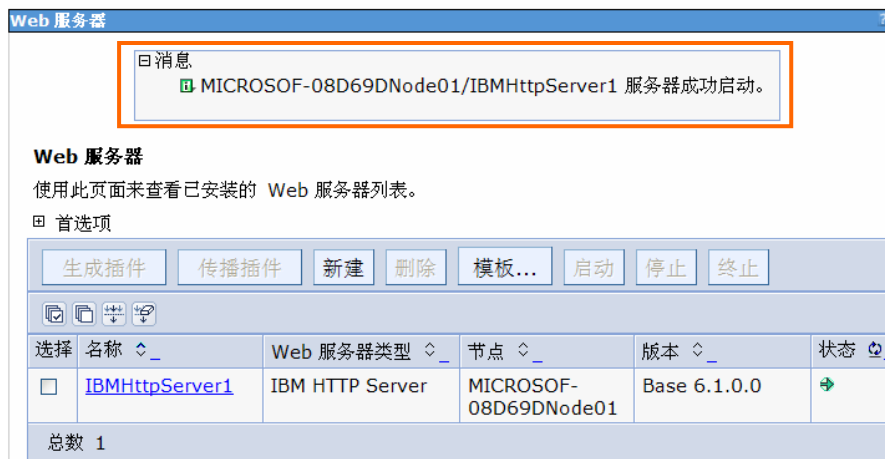 Web 服务器
消息
MICROSOF-08D69DNode01/IBMHttpServer1 服务器成功启动。
Web 服务器
使用此页面来查看已安装的 Web 服务器列表。
首选项
生成插件 传播插件 新建 删除 模板... 启动 停止 终止
选择 名称 Web 服务器类型 节点 版本 状态
IBMHttpServer1 IBM HTTP Server MICROSOF-08D69DNode01 Base 6.1.0.0
总数 1